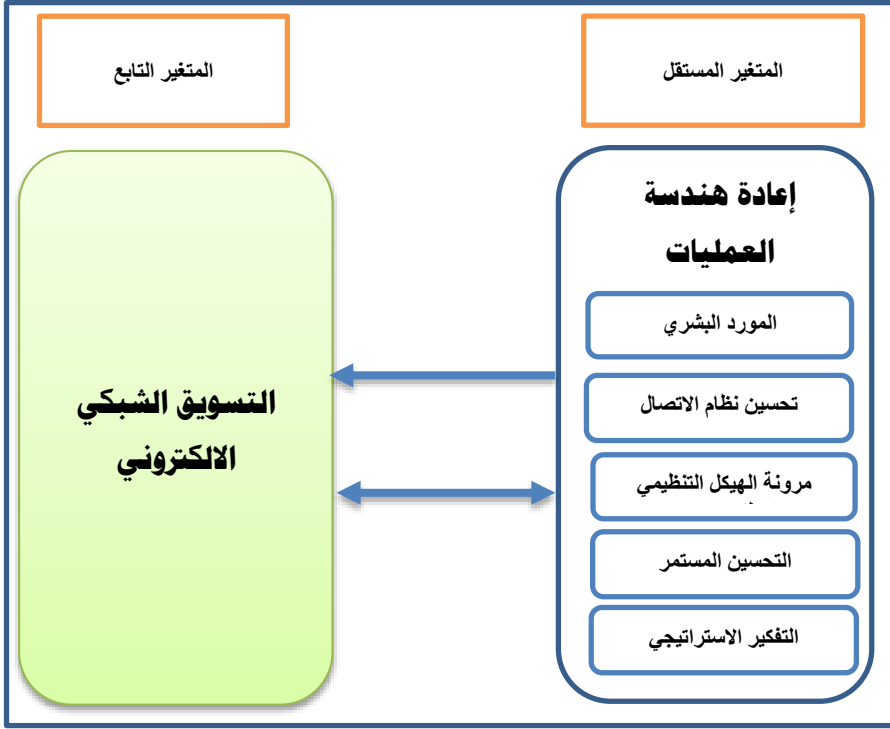 المتغير المستقل
المتغير التابع
إعادة هندسة
العمليات
المورد البشري
تحسين نظام الاتصال
مرونة الهيكل التنظيمي
التحسين المستمر
التفكير الاستراتيجي
التسويق الشبكي
الالكتروني